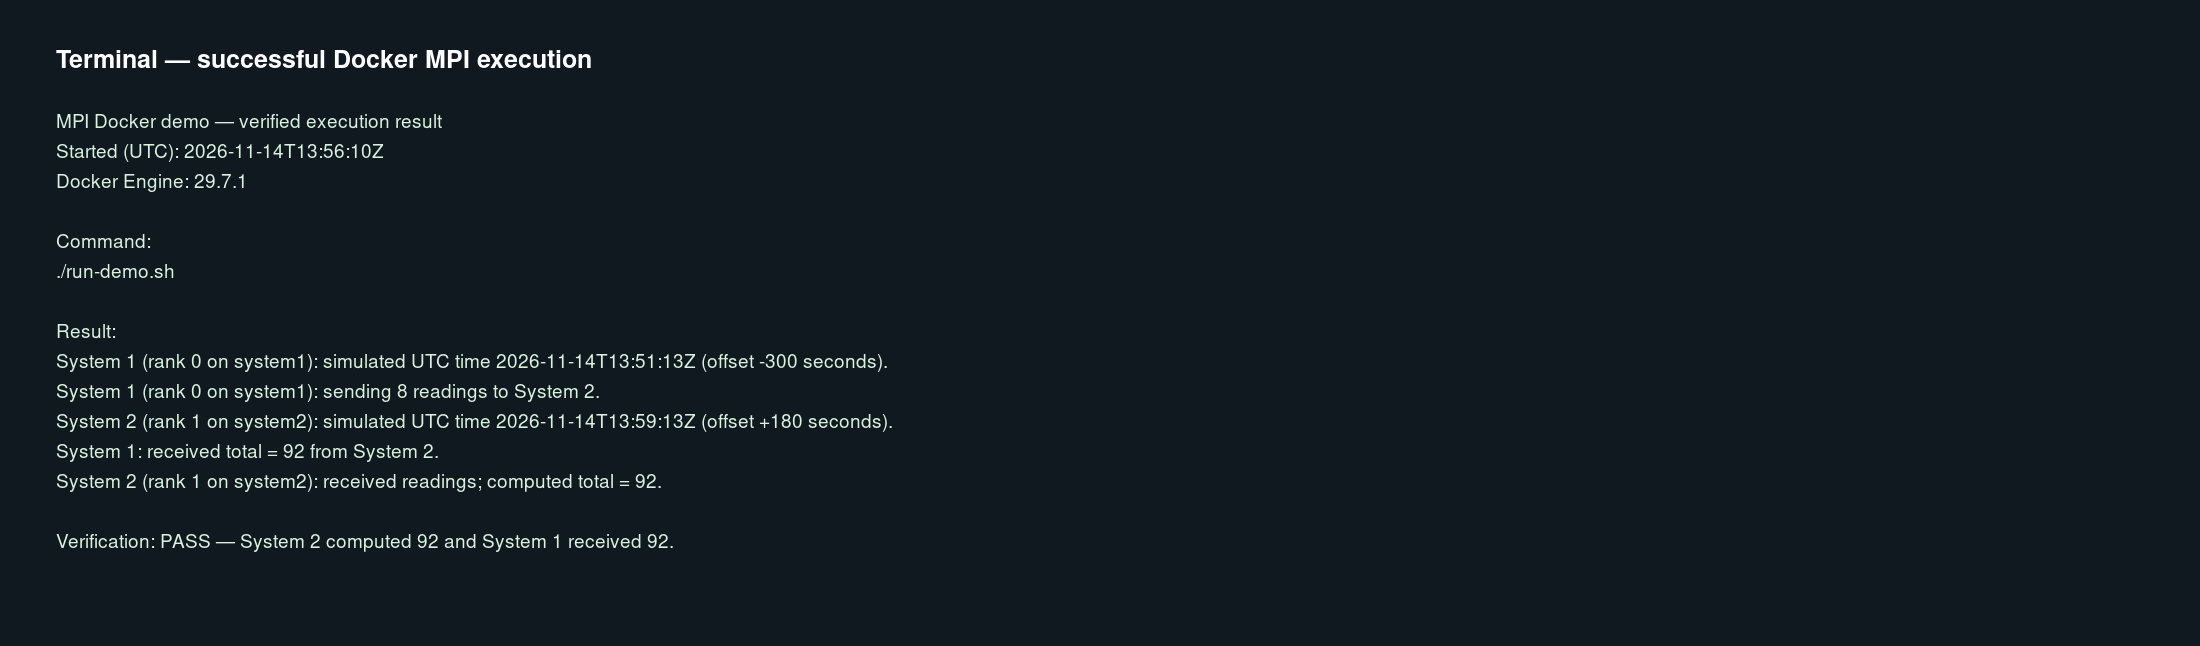 Terminal — successful Docker MPI execution
MPI Docker demo — verified execution result
Started (UTC): 2026-11-14T13:56:10Z
Docker Engine: 29.7.1
Command:
./run-demo.sh
Result:
System 1 (rank 0 on system1): simulated UTC time 2026-11-14T13:51:13Z (offset -300 seconds).
System 1 (rank 0 on system1): sending 8 readings to System 2.
System 2 (rank 1 on system2): simulated UTC time 2026-11-14T13:59:13Z (offset +180 seconds).
System 1: received total = 92 from System 2.
System 2 (rank 1 on system2): received readings; computed total = 92.
Verification: PASS — System 2 computed 92 and System 1 received 92.